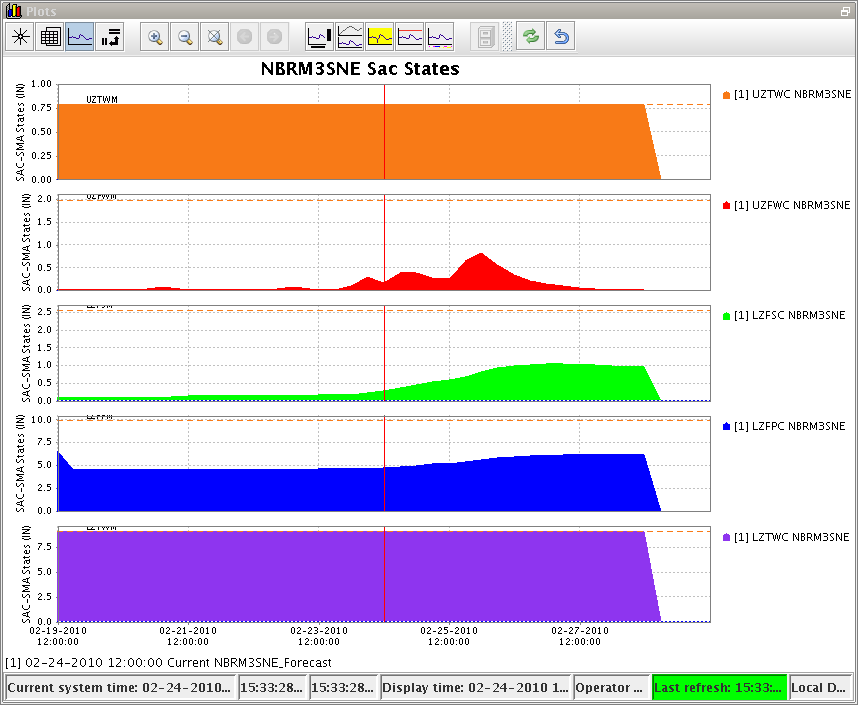 Plots
NBRM3SNE Sac States
SAC-SMA States (IN)
1.00
0.75
0.50
0.25
0.00
UZTWM
[1] UZTWC NBRM3SNE
SAC-SMA States (IN)
2.0
1.5
1.0
0.5
0.0
UZFWM
[1] UZFWC NBRM3SNE
SAC-SMA States (IN)
2.5
2.0
1.5
1.0
0.5
0.0
LZFSM
[1] LZFSC NBRM3SNE
SAC-SMA States (IN)
10.0
7.5
5.0
2.5
0.0
LZFPM
[1] LZFPC NBRM3SNE
SAC-SMA States (IN)
7.5
5.0
2.5
0.0
LZTWM
[1] LZTWC NBRM3SNE
02-19-2010 02-21-2010 02-23-2010 02-25-2010 02-27-2010
12:00:00 12:00:00 12:00:00 12:00:00 12:00:00
[1] 02-24-2010 12:00:00 Current NBRM3SNE_Forecast
Current system time: 02-24-2010... 15:33:28... 15:33:28... Display time: 02-24-2010 1... Operator ... Last refresh: 15:33:... Local D...